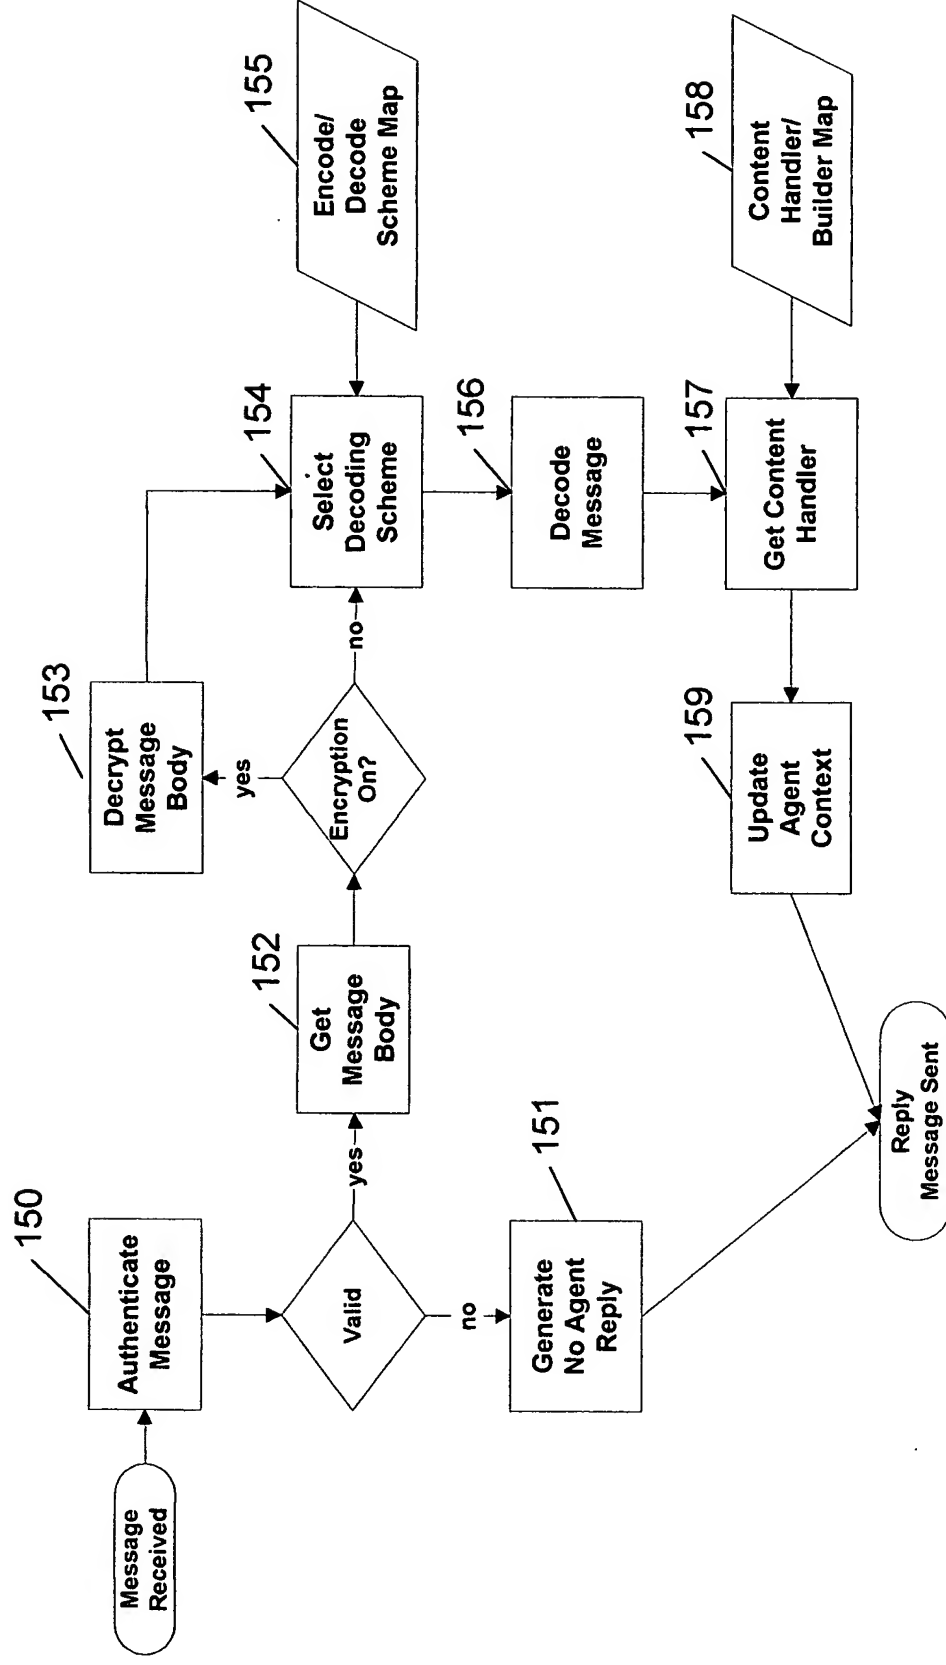 Message
Received
150
Authenticate
Message
Valid
yes
no
151
Generate
No Agent
Reply
152
Get
Message
Body
Encryption
On?
yes
no
153
Decrypt
Message
Body
154
Select
Decoding
Scheme
155
Encode/
Decode
Scheme Map
156
Decode
Message
157
Get Content
Handler
158
Content
Handler/
Builder Map
159
Update
Agent
Context
Reply
Message Sent